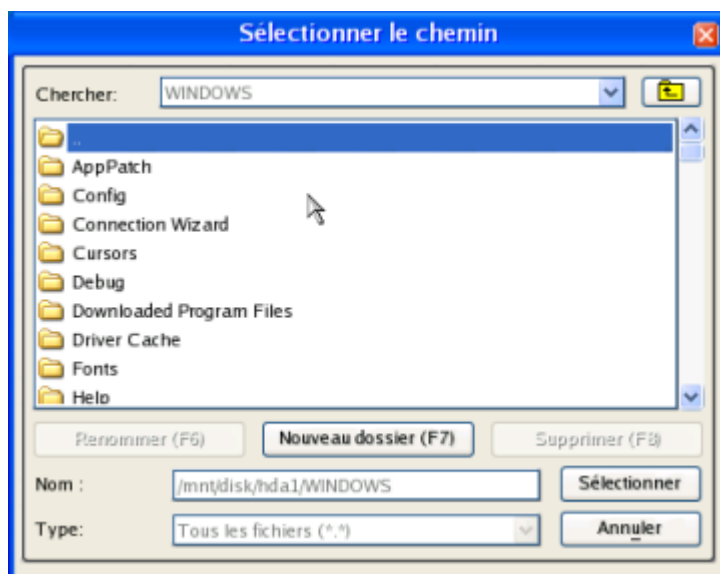 Sélectionner le chemin
Chercher: WINDOWS
..
AppPatch
Config
Connection Wizard
Cursors
Debug
Downloaded Program Files
Driver Cache
Fonts
Help
Renommer (F6) Nouveau dossier (F7) Supprimer (F8)
Nom : /mnt/disk/hda1/WINDOWS Sélectionner
Type: Tous les fichiers (*.*) Annuler